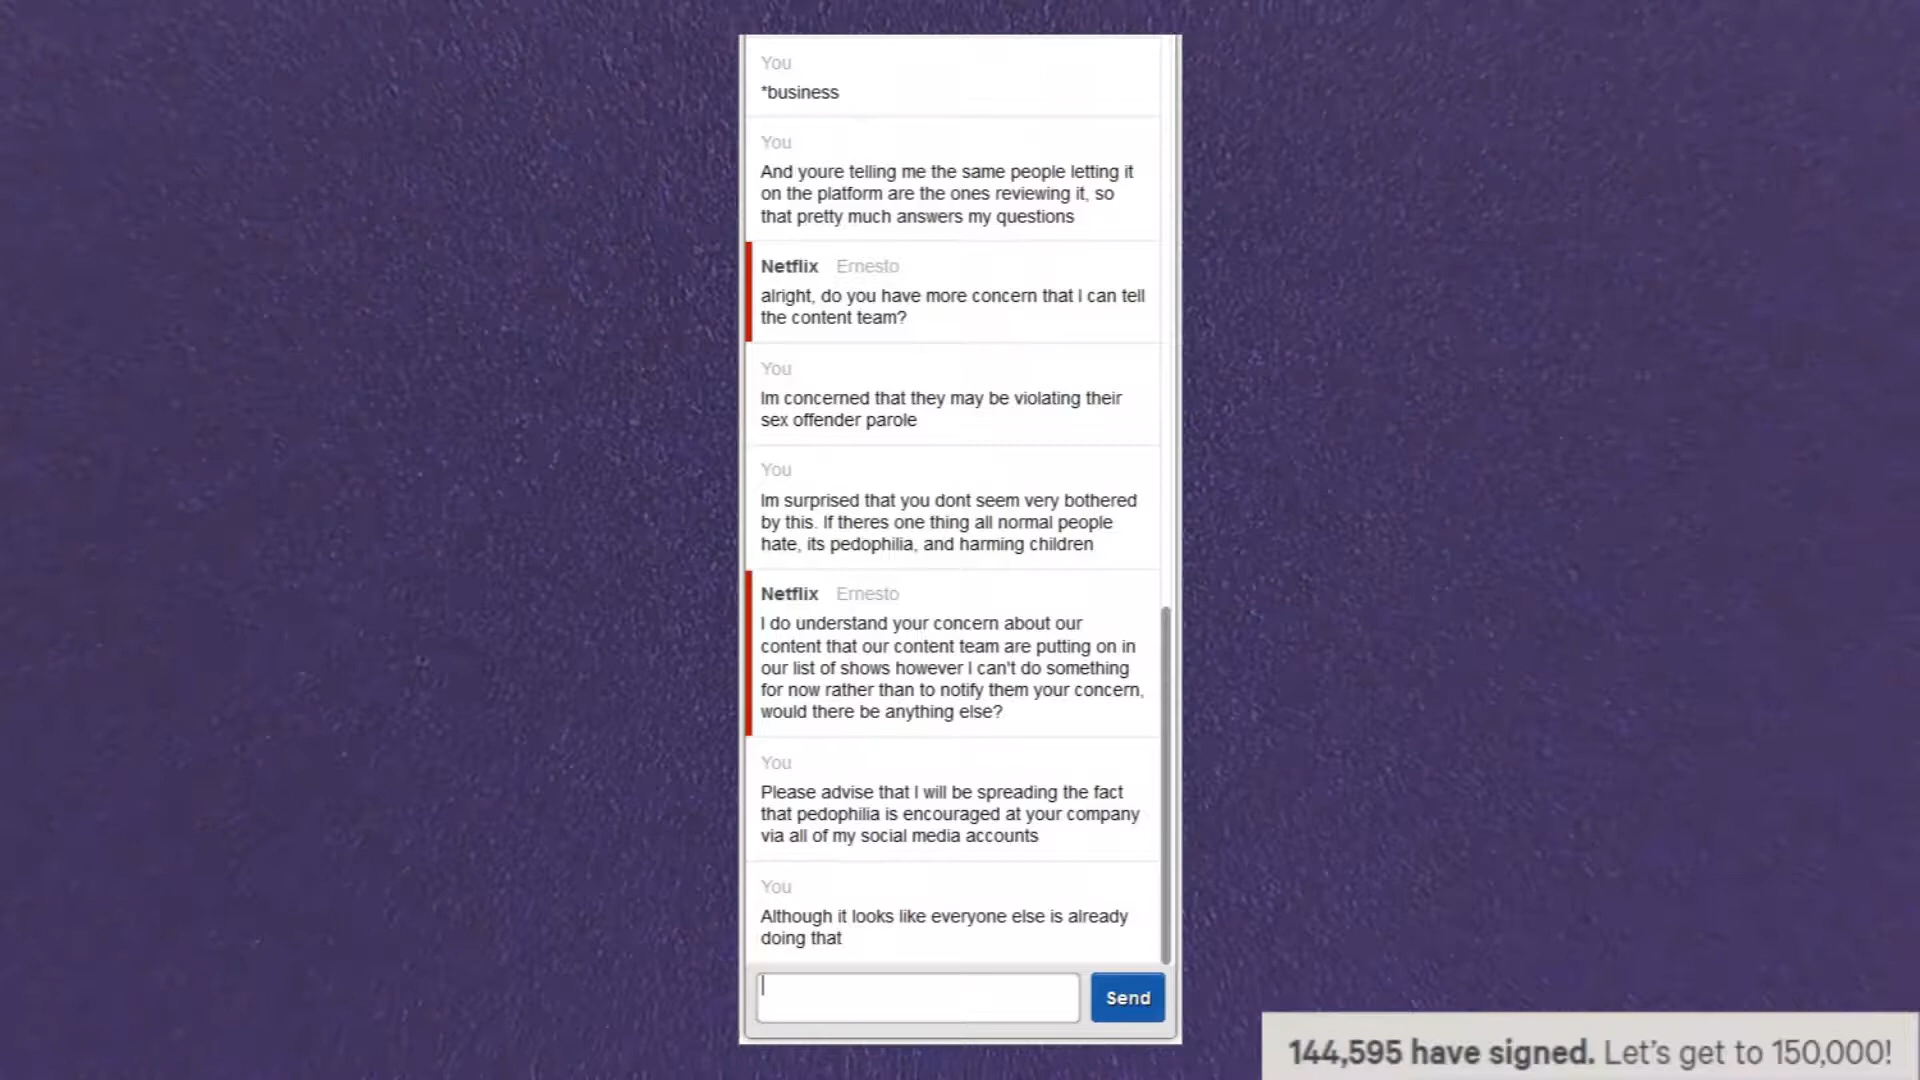 You
*business
You
And youre telling me the same people letting it
on the platform are the ones reviewing it, so
that pretty much answers my questions
Netflix Ernesto
alright, do you have more concern that I can tell
the content team?
You
Im concerned that they may be violating their
sex offender parole
You
Im surprised that you dont seem very bothered
by this. If theres one thing all normal people
hate, its pedophilia, and harming children
Netflix Ernesto
I do understand your concern about our
content that our content team are putting on in
our list of shows however I can't do something
for now rather than to notify them your concern,
would there be anything else?
You
Please advise that I will be spreading the fact
that pedophilia is encouraged at your company
via all of my social media accounts
You
Although it looks like everyone else is already
doing that
Send
144,595 have signed. Let's get to 150,000!